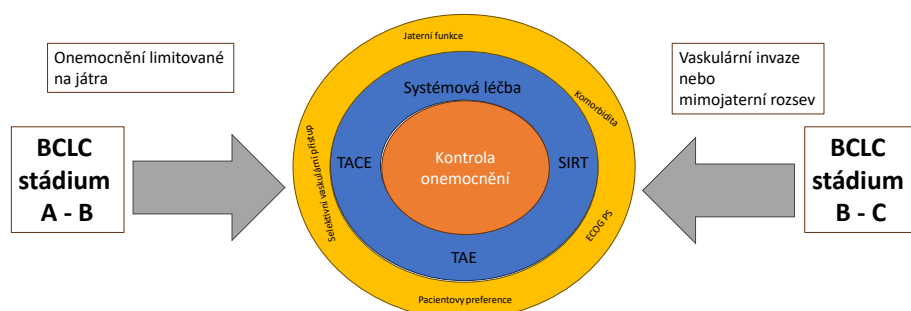 Onemocnění limitované
na játra
BCLC
stádium
A - B
Jaterní funkce
Komorbidita
Selektivní vaskulární přístup
Systémová léčba
TACE
Kontrola
onemocnění
SIRT
TAE
ECOG PS
Pacientovy preference
Vaskulární invaze
nebo
mimojaterní rozsev
BCLC
stádium
B - C